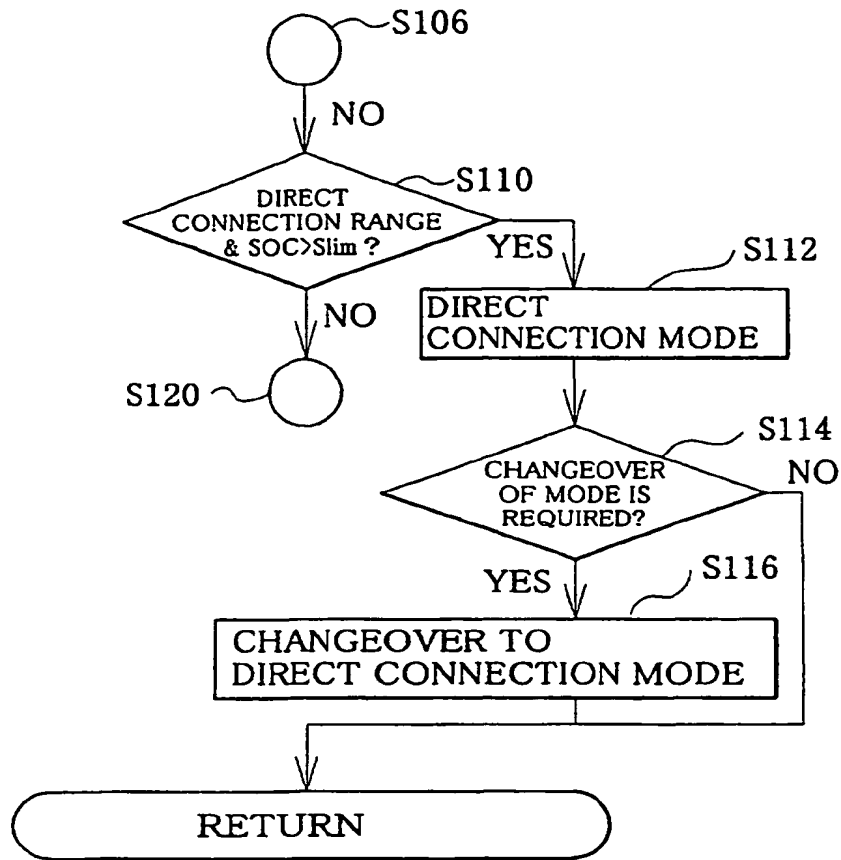 S106
NO
S110
DIRECT
CONNECTION RANGE
& SOC>Slim ?
YES
NO
S112
DIRECT
CONNECTION MODE
S120
S114
CHANGEOVER
OF MODE IS
REQUIRED?
NO
YES
S116
CHANGEOVER TO
DIRECT CONNECTION MODE
RETURN